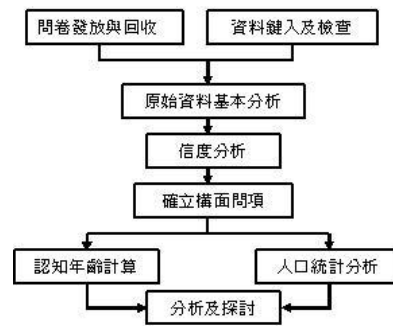 問卷發放與回收
資料鍵入及檢查
原始資料基本分析
信度分析
確立構面問項
認知年齡計算
人口統計分析
分析及探討